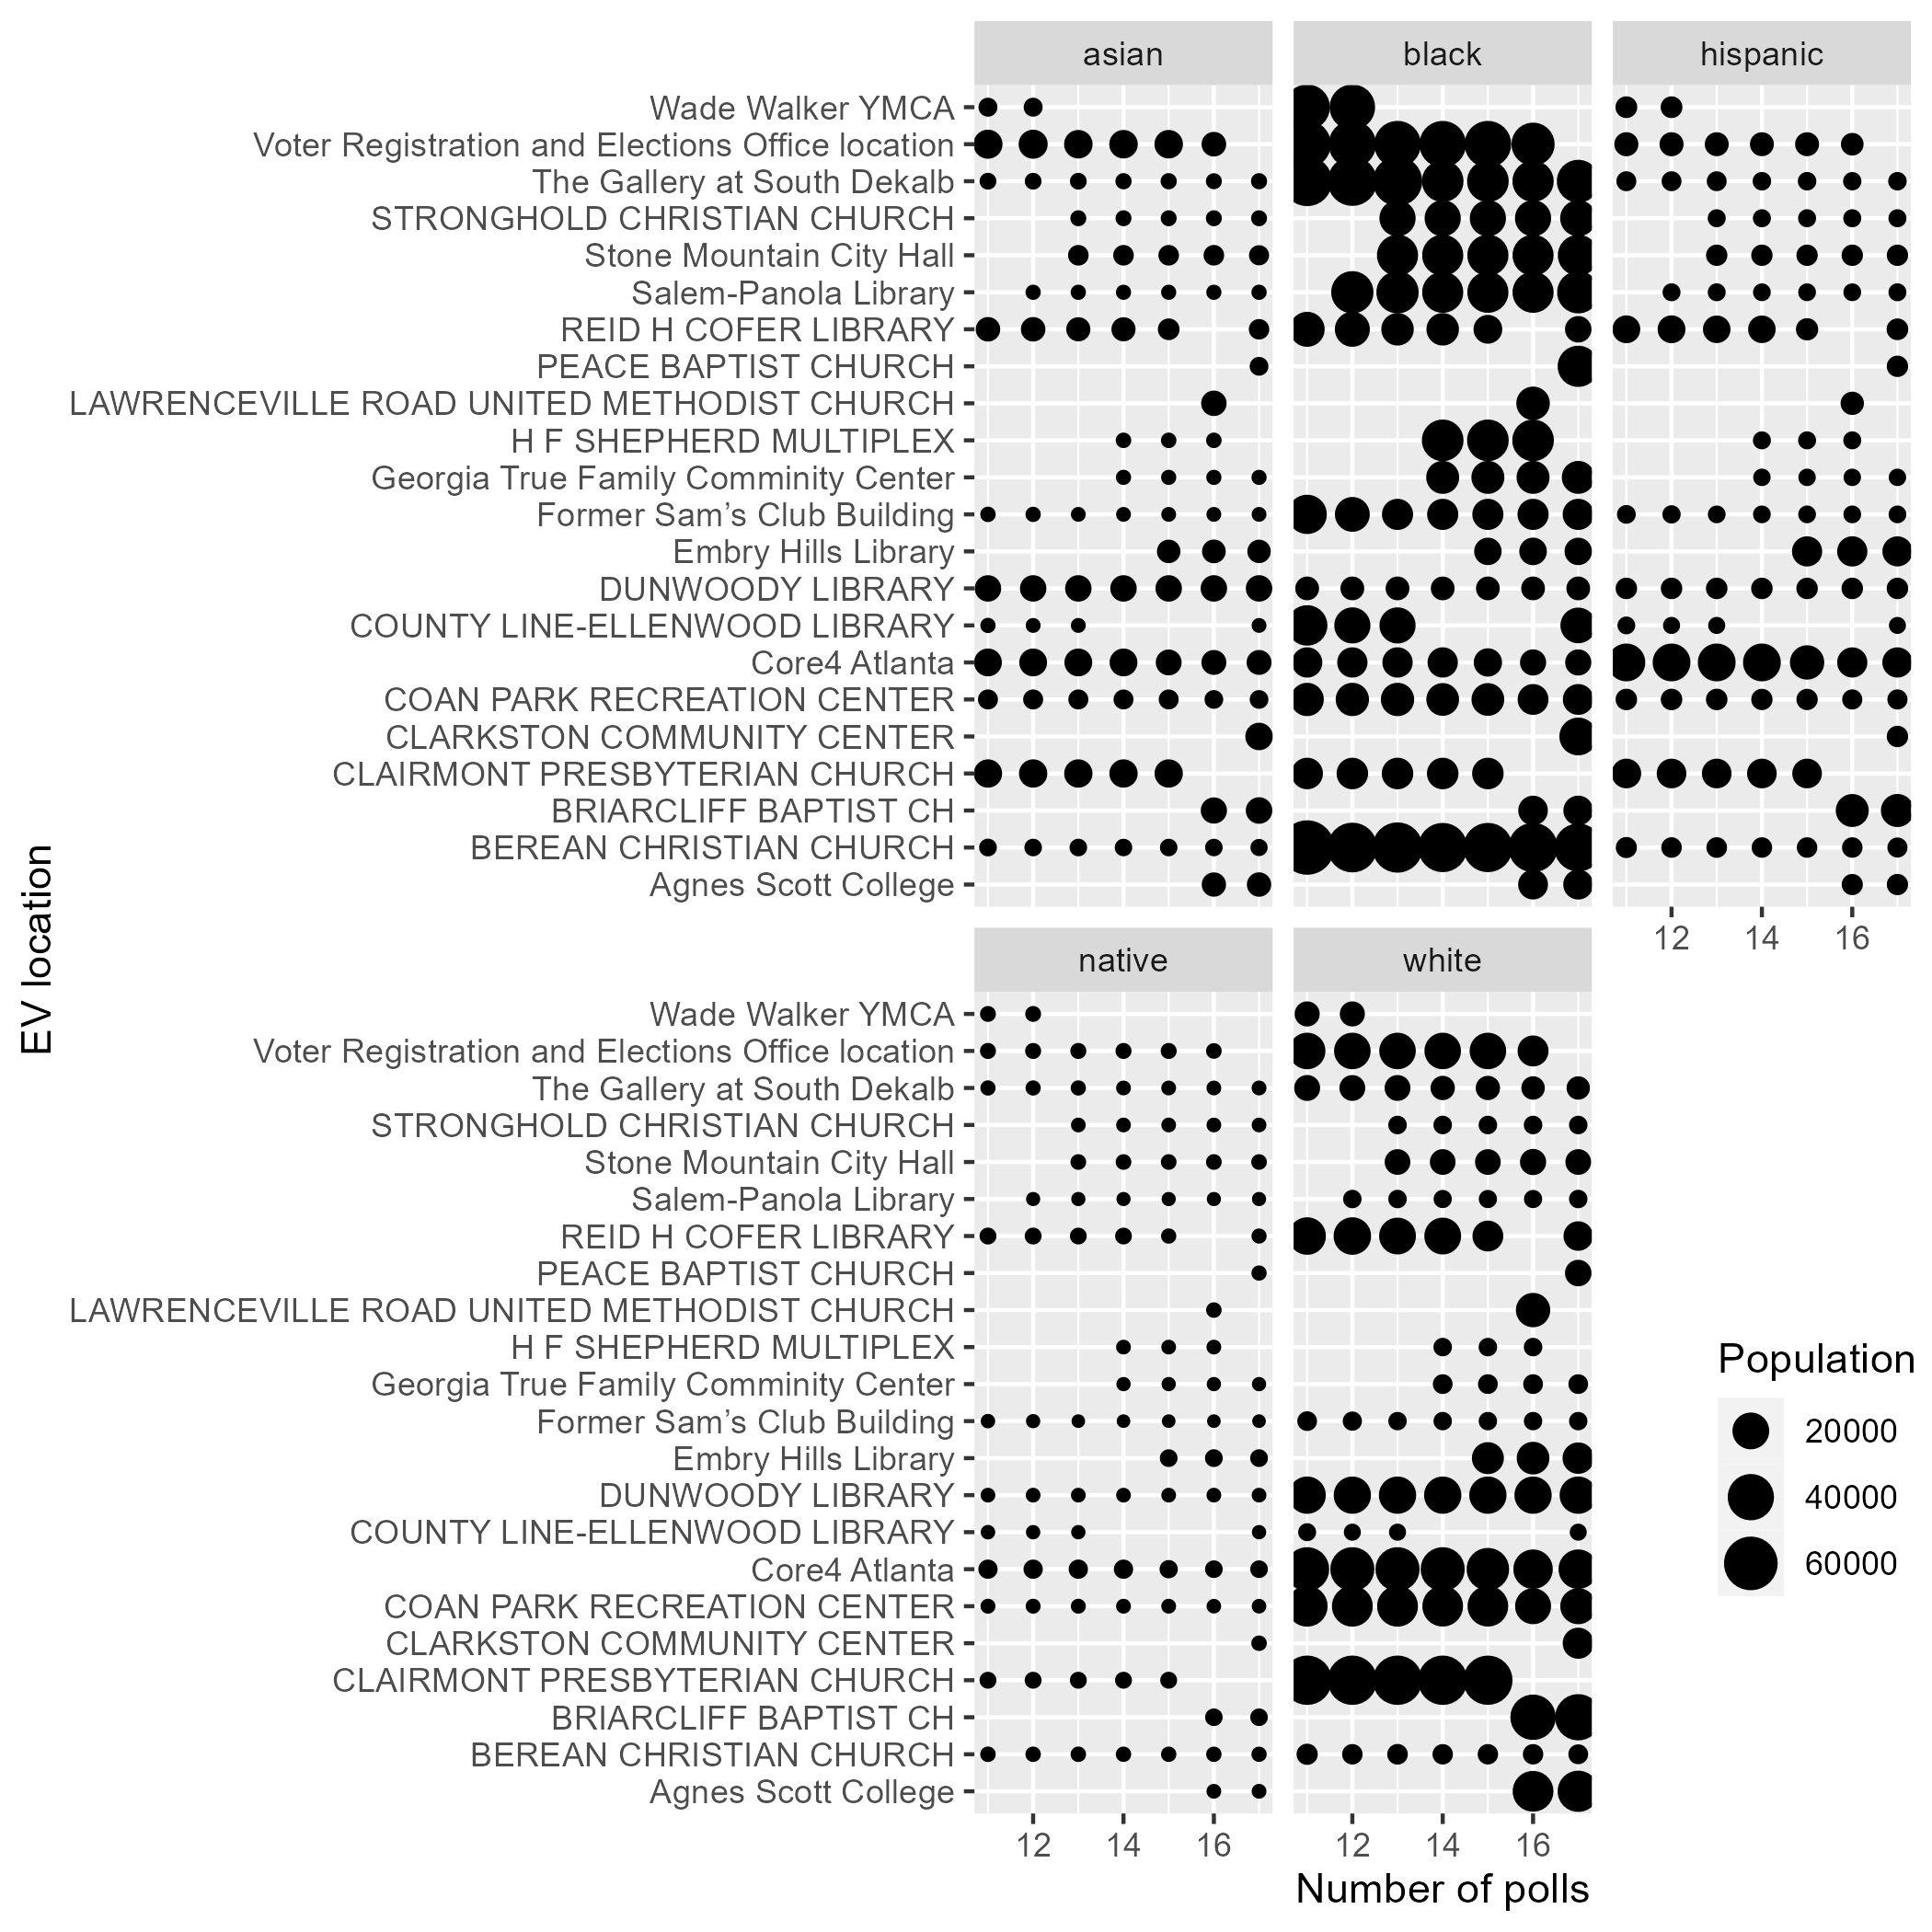 asian
black
hispanic
Wade Walker YMCA
Voter Registration and Elections Office location
The Gallery at South Dekalb
STRONGHOLD CHRISTIAN CHURCH
Stone Mountain City Hall
Salem-Panola Library
REID H COFER LIBRARY
PEACE BAPTIST CHURCH
LAWRENCEVILLE ROAD UNITED METHODIST CHURCH
H F SHEPHERD MULTIPLEX
Georgia True Family Comminity Center
Former Sam’s Club Building
Embry Hills Library
DUNWOODY LIBRARY
COUNTY LINE-ELLENWOOD LIBRARY
Core4 Atlanta
COAN PARK RECREATION CENTER
CLARKSTON COMMUNITY CENTER
CLAIRMONT PRESBYTERIAN CHURCH
BRIARCLIFF BAPTIST CH
BEREAN CHRISTIAN CHURCH
Agnes Scott College
12 14 16
EV location
native
white
Wade Walker YMCA
Voter Registration and Elections Office location
The Gallery at South Dekalb
STRONGHOLD CHRISTIAN CHURCH
Stone Mountain City Hall
Salem-Panola Library
REID H COFER LIBRARY
PEACE BAPTIST CHURCH
LAWRENCEVILLE ROAD UNITED METHODIST CHURCH
H F SHEPHERD MULTIPLEX
Georgia True Family Comminity Center
Former Sam’s Club Building
Embry Hills Library
DUNWOODY LIBRARY
COUNTY LINE-ELLENWOOD LIBRARY
Core4 Atlanta
COAN PARK RECREATION CENTER
CLARKSTON COMMUNITY CENTER
CLAIRMONT PRESBYTERIAN CHURCH
BRIARCLIFF BAPTIST CH
BEREAN CHRISTIAN CHURCH
Agnes Scott College
12 14 16
12 14 16
Number of polls
Population
20000
40000
60000